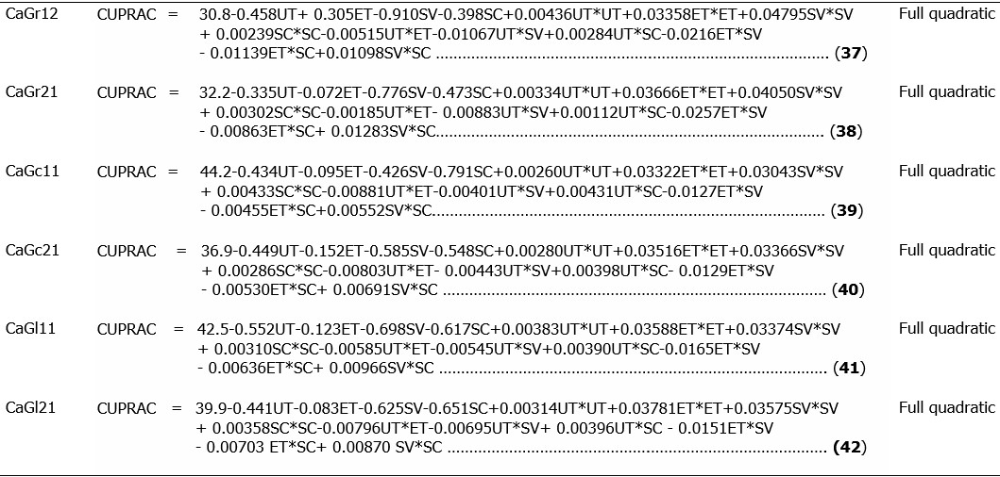 CaGr12 CUPRAC = 30.8-0.458UT+ 0.305ET-0.910SV-0.398SC+0.00436UT*UT+0.03358ET*ET+0.04795SV*SV Full quadratic
+ 0.00239SC*SC-0.00515UT*ET-0.01067UT*SV+0.00284UT*SC-0.0216ET*SV
- 0.01139ET*SC+0.01098SV*SC ........................................................................................ (37)
CaGr21 CUPRAC = 32.2-0.335UT-0.072ET-0.776SV-0.473SC+0.00334UT*UT+0.03666ET*ET+0.04050SV*SV Full quadratic
+ 0.00302SC*SC-0.00185UT*ET- 0.00883UT*SV+0.00112UT*SC-0.0257ET*SV
- 0.00863ET*SC+ 0.01283SV*SC....................................................................................... (38)
CaGc11 CUPRAC = 44.2-0.434UT-0.095ET-0.426SV-0.791SC+0.00260UT*UT+0.03322ET*ET+0.03043SV*SV Full quadratic
+ 0.00433SC*SC-0.00881UT*ET-0.00401UT*SV+0.00431UT*SC-0.0127ET*SV
- 0.00455ET*SC+0.00552SV*SC........................................................................................ (39)
CaGc21 CUPRAC = 36.9-0.449UT-0.152ET-0.585SV-0.548SC+0.00280UT*UT+0.03516ET*ET+0.03366SV*SV Full quadratic
+ 0.00286SC*SC-0.00803UT*ET- 0.00443UT*SV+0.00398UT*SC- 0.0129ET*SV
- 0.00530ET*SC+ 0.00691SV*SC ...................................................................................... (40)
CaGl11 CUPRAC = 42.5-0.552UT-0.123ET-0.698SV-0.617SC+0.00383UT*UT+0.03588ET*ET+0.03374SV*SV Full quadratic
+ 0.00310SC*SC-0.00585UT*ET-0.00545UT*SV+0.00390UT*SC-0.0165ET*SV
- 0.00636ET*SC+ 0.00966SV*SC ....................................................................................... (41)
CaGl21 CUPRAC = 39.9-0.441UT-0.083ET-0.625SV-0.651SC+0.00314UT*UT+0.03781ET*ET+0.03575SV*SV Full quadratic
+ 0.00358SC*SC-0.00796UT*ET-0.00695UT*SV+ 0.00396UT*SC - 0.0151ET*SV
- 0.00703 ET*SC+ 0.00870 SV*SC ..................................................................................... (42)